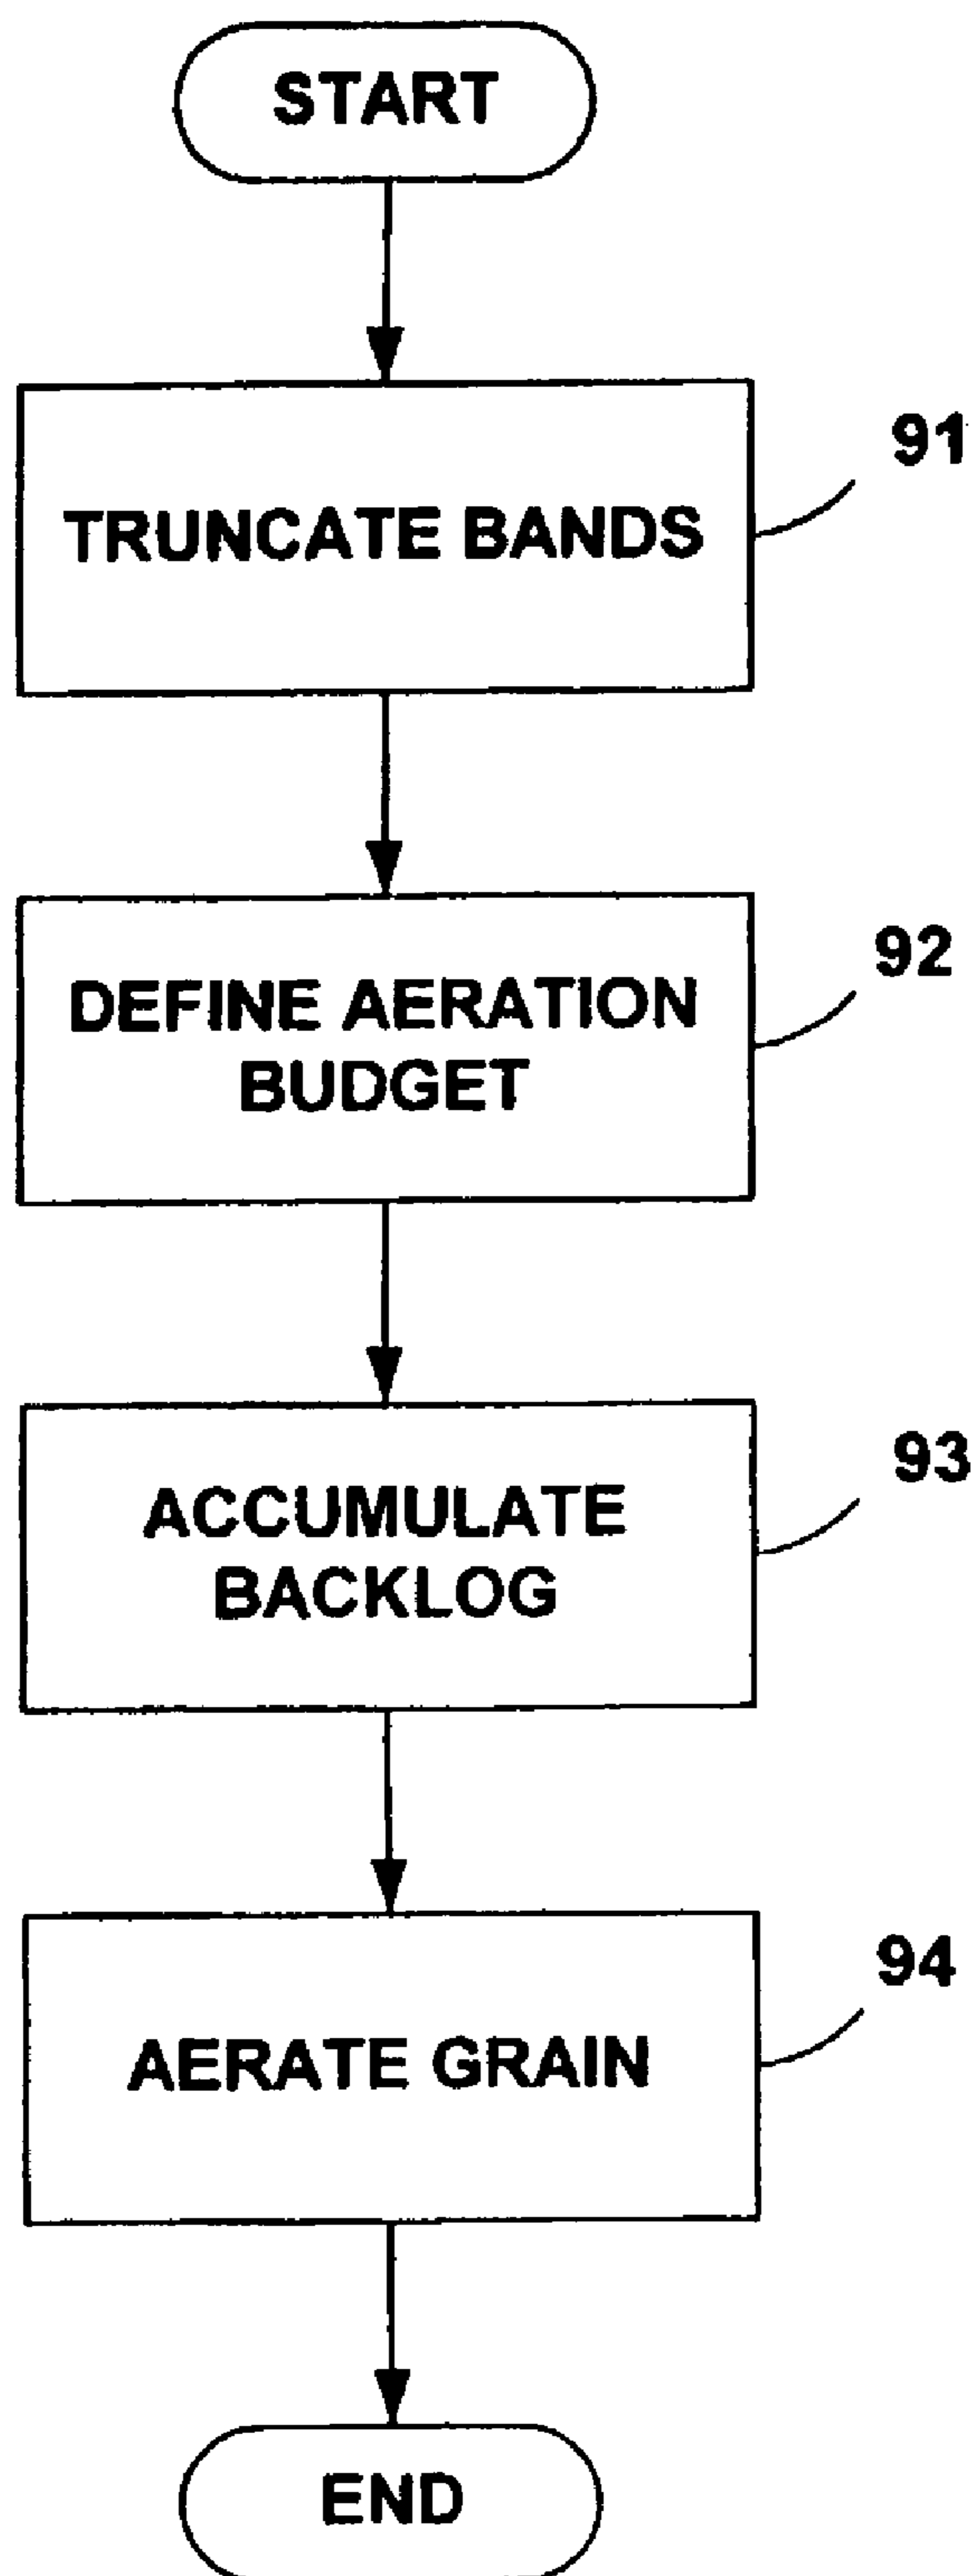 START
TRUNCATE BANDS
91
DEFINE AERATION
BUDGET
92
ACCUMULATE
BACKLOG
93
AERATE GRAIN
94
END